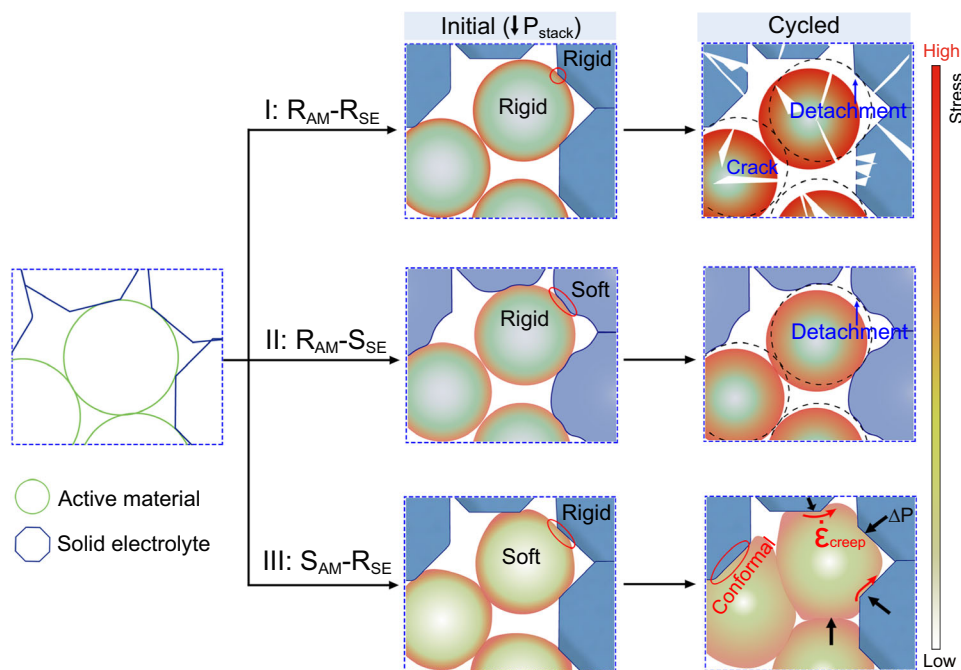 Initial (↓P_stack)
Cycled
High
Stress
Low
I: R_AM-R_SE
Rigid
Rigid
Detachment
Crack
II: R_AM-S_SE
Soft
Rigid
Detachment
Active material
Solid electrolyte
III: S_AM-R_SE
Rigid
Soft
ΔP
ε̇_creep
Conformal